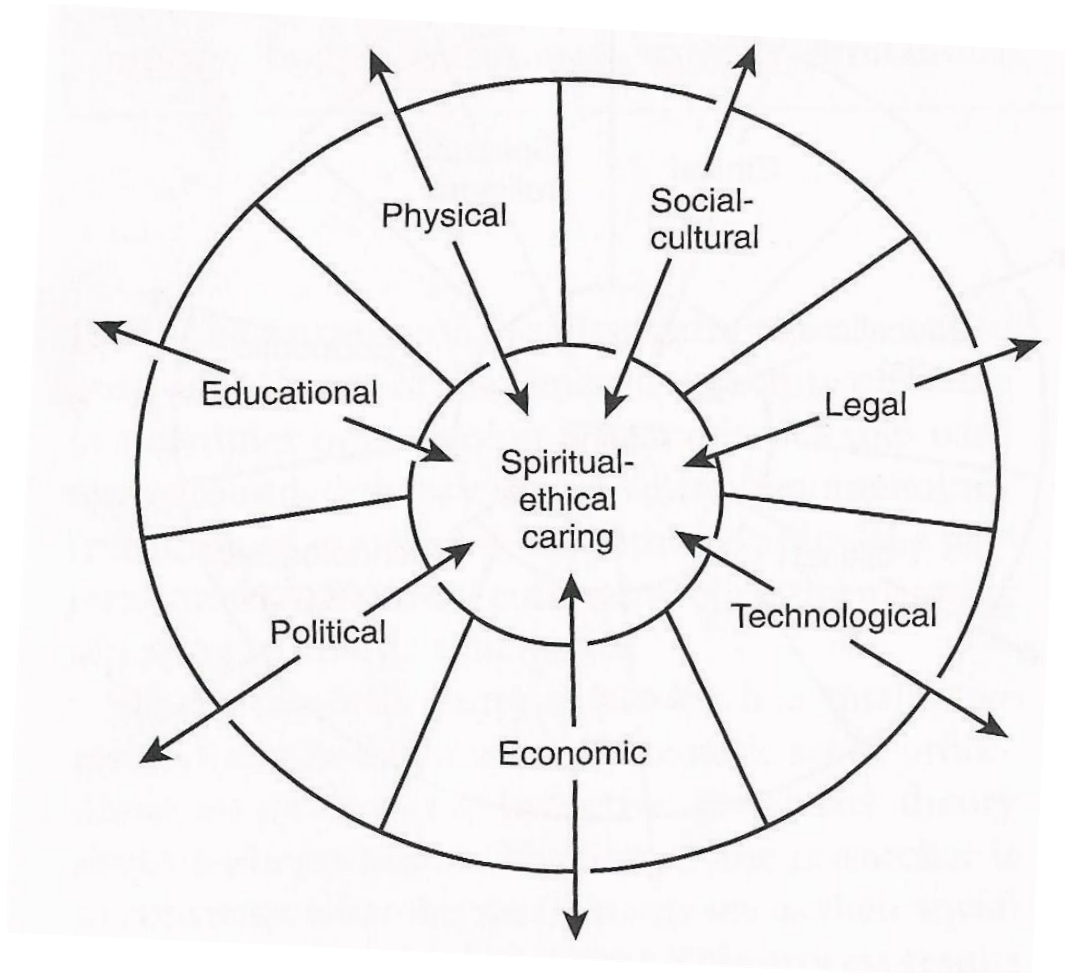 Physical
Social-
cultural
Educational
Legal
Spiritual-
ethical
caring
Political
Technological
Economic